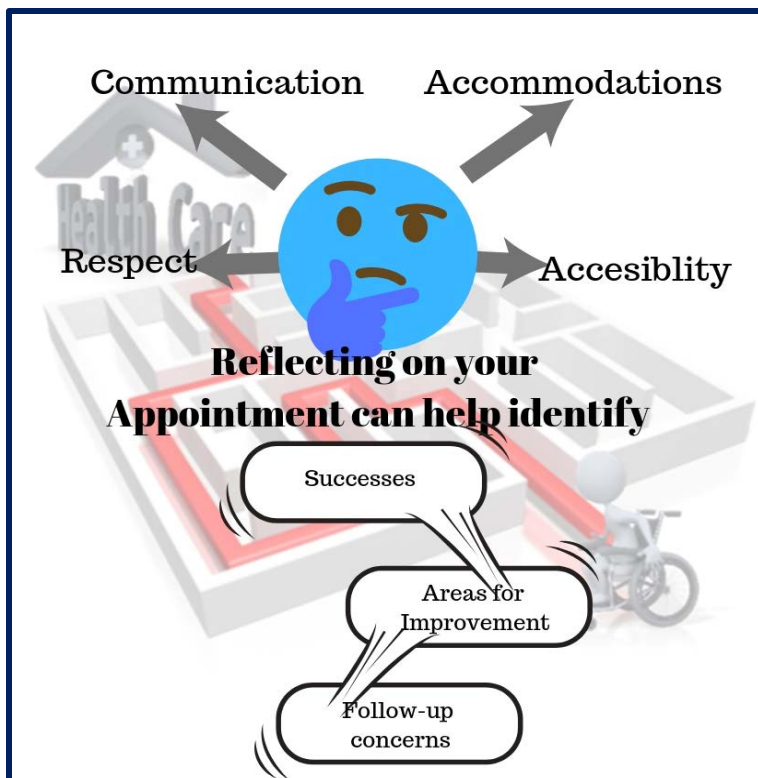 Communication
Accommodations
Health Care
Respect
Accesiblity
Reflecting on your
Appointment can help identify
Successes
Areas for
Improvement
Follow-up
concerns